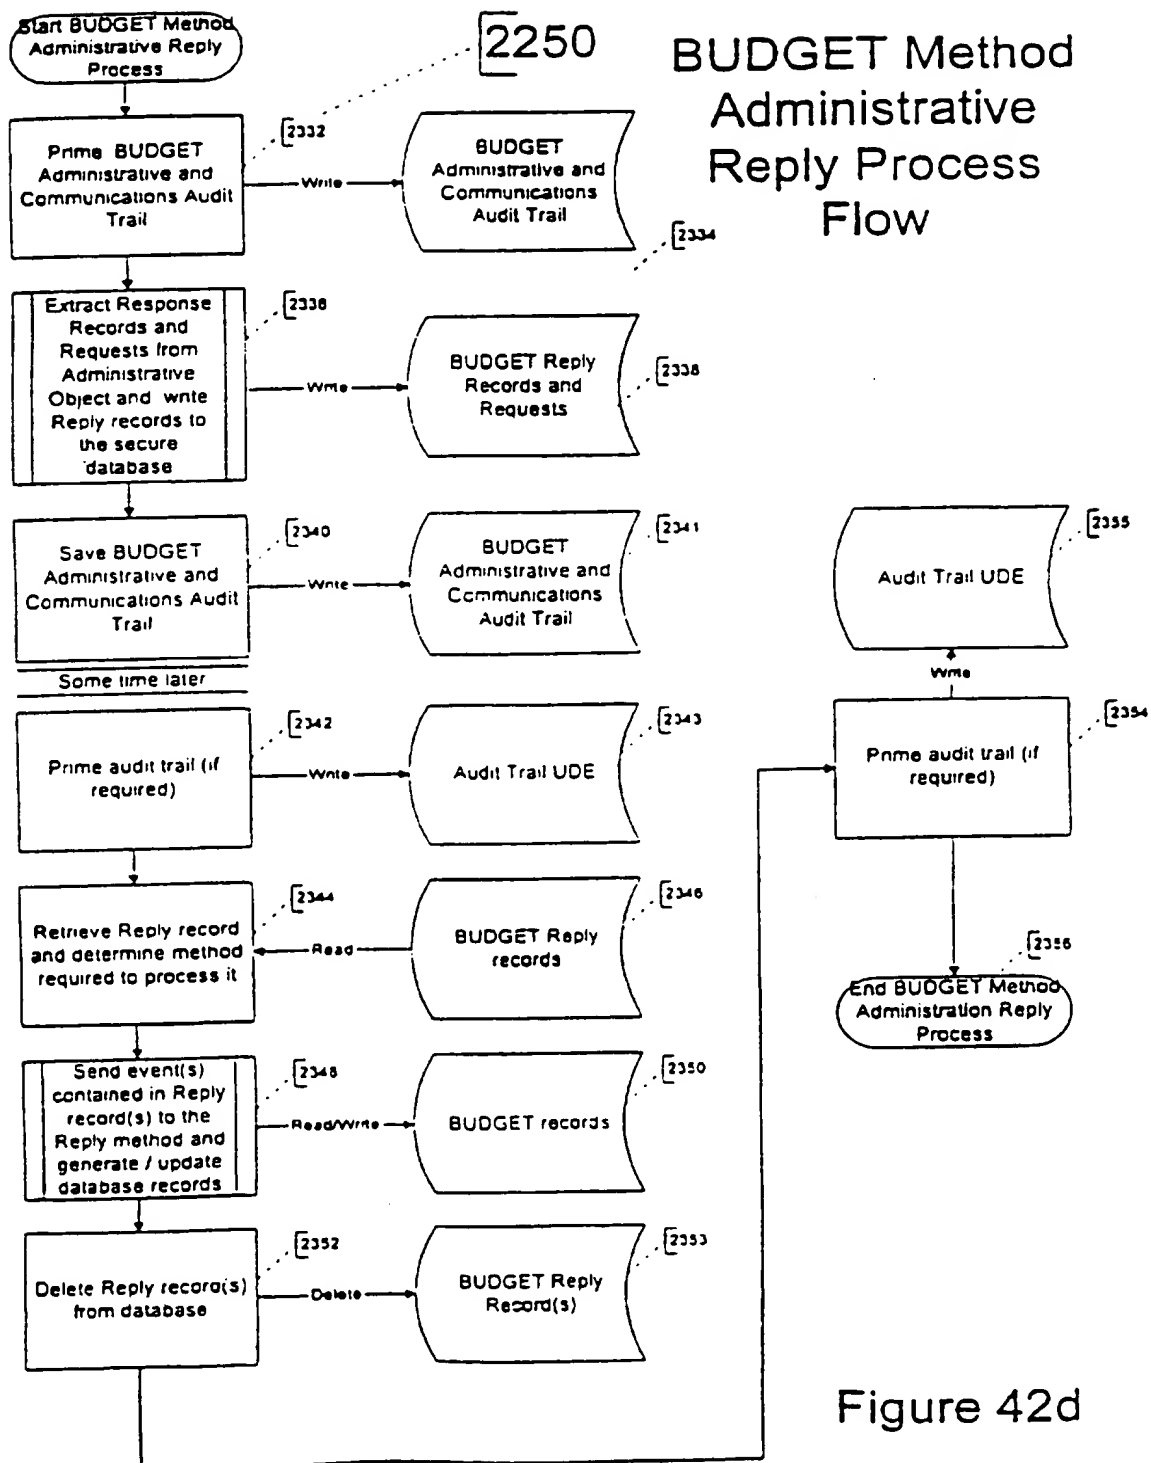 Start BUDGET Method
Administrative Reply
Process
2250
BUDGET Method
Administrative
Reply Process
Flow
Prime BUDGET
Administrative and
Communications Audit
Trail
2332
Write
BUDGET
Administrative and
Communications
Audit Trail
2334
Extract Response
Records and
Requests from
Administrative
Object and write
Reply records to
the secure
database
2336
Write
BUDGET Reply
Records and
Requests
2338
Save BUDGET
Administrative and
Communications Audit
Trail
2340
Write
BUDGET
Administrative and
Communications
Audit Trail
2341
Some time later
Prime audit trail (if
required)
2342
Write
Audit Trail UDE
2343
Retrieve Reply record
and determine method
required to process it
2344
Read
BUDGET Reply
records
2346
Send event(s)
contained in Reply
record(s) to the
Reply method and
generate / update
database records
2348
Read/Write
BUDGET records
2350
Delete Reply record(s)
from database
2352
Delete
BUDGET Reply
Record(s)
2353
Audit Trail UDE
2355
Write
Prime audit trail (if
required)
2354
2356
End BUDGET Method
Administration Reply
Process
Figure 42d